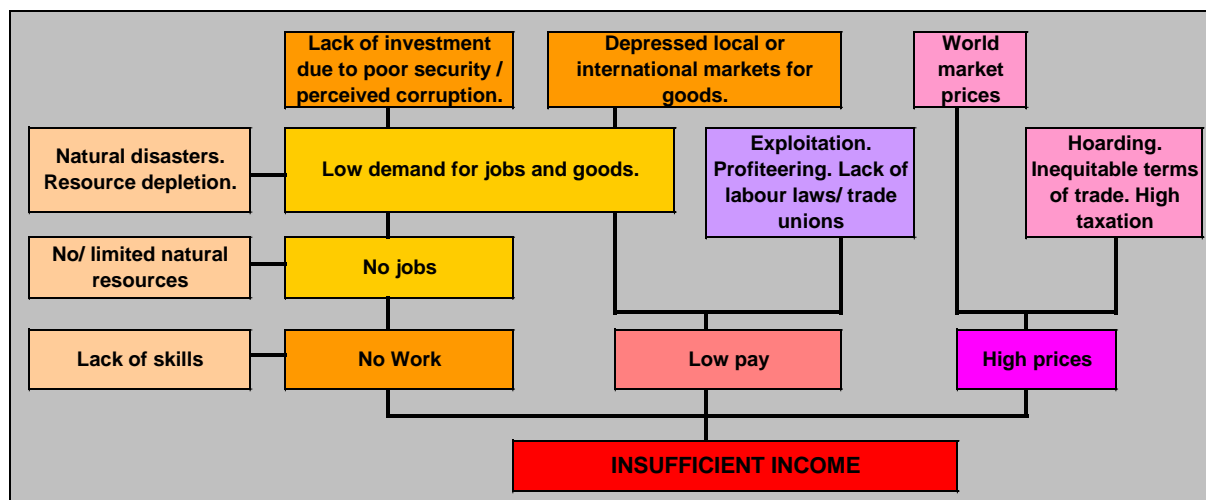 Lack of investment
due to poor security /
perceived corruption.
Depressed local or
international markets for
goods.
World
market
prices
Natural disasters.
Resource depletion.
Low demand for jobs and goods.
Exploitation.
Profiteering. Lack of
labour laws/ trade
unions
Hoarding.
Inequitable terms
of trade. High
taxation
No/ limited natural
resources
No jobs
Lack of skills
No Work
Low pay
High prices
INSUFFICIENT INCOME